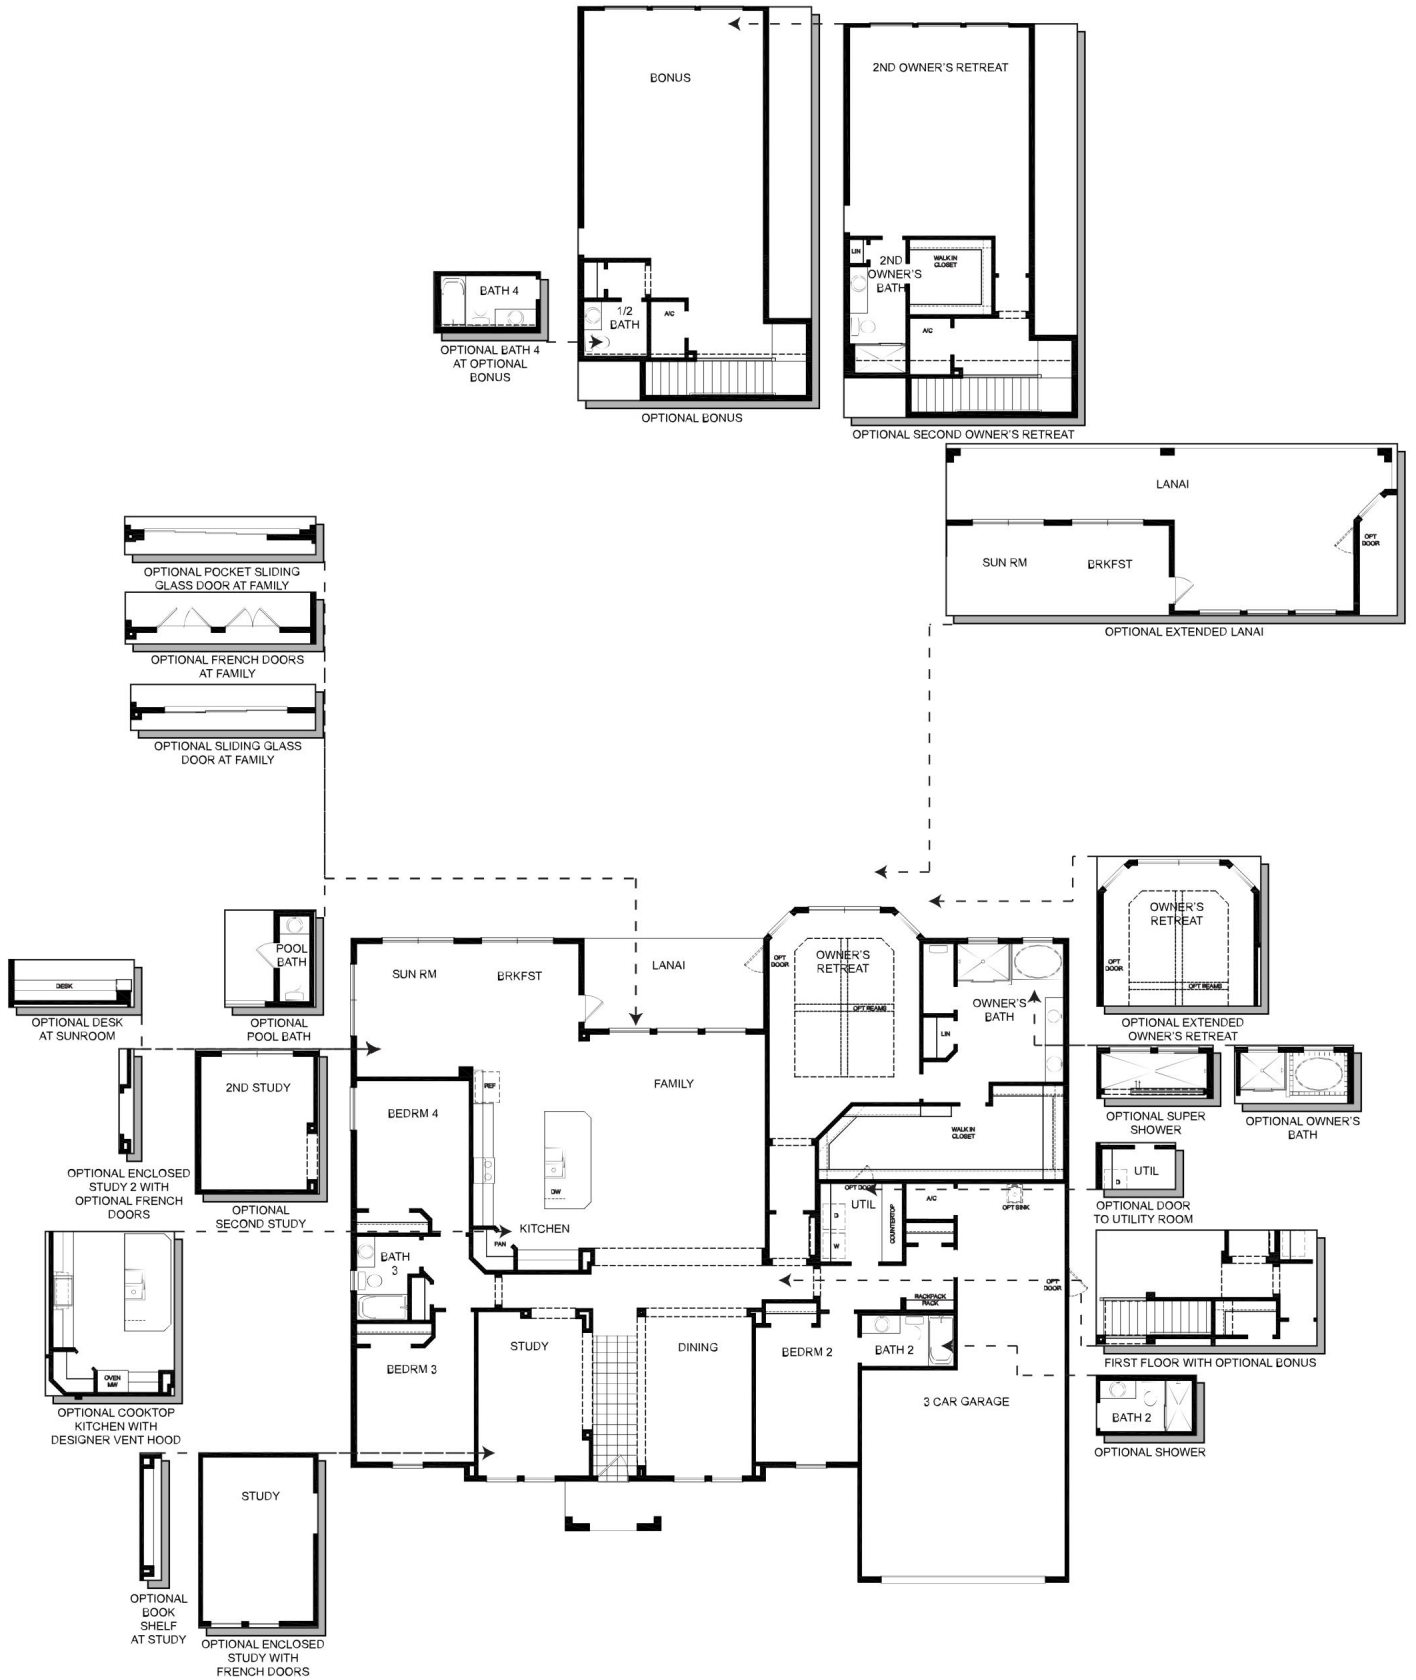 BONUS
2ND OWNER'S RETREAT
LIN
2ND
OWNER'S
BATH
WALK IN
CLOSET
A/C
BATH 4
1/2
BATH
A/C
OPTIONAL BATH 4
AT OPTIONAL
BONUS
OPTIONAL BONUS
OPTIONAL SECOND OWNER'S RETREAT
LANAI
SUN RM
BRKFST
OPT
DOOR
OPTIONAL EXTENDED LANAI
OPTIONAL POCKET SLIDING
GLASS DOOR AT FAMILY
OPTIONAL FRENCH DOORS
AT FAMILY
OPTIONAL SLIDING GLASS
DOOR AT FAMILY
OWNER'S
RETREAT
OPT
DOOR
OPT BEAMS
OPTIONAL EXTENDED
OWNER'S RETREAT
POOL
BATH
OPTIONAL
POOL BATH
DESK
OPTIONAL DESK
AT SUNROOM
SUN RM
BRKFST
LANAI
OPT
DOOR
OWNER'S
RETREAT
OPT BEAMS
OWNER'S
BATH
LIN
2ND STUDY
OPTIONAL ENCLOSED
STUDY 2 WITH
OPTIONAL FRENCH
DOORS
OPTIONAL
SECOND STUDY
REF
FAMILY
BEDRM 4
DW
KITCHEN
PAN
WALK IN
CLOSET
OPTIONAL SUPER
SHOWER
OPTIONAL OWNER'S
BATH
UTIL
D
OPTIONAL DOOR
TO UTILITY ROOM
OPT DOOR
UTIL
D
W
COUNTERTOP
A/C
OPT SINK
BATH
3
BACKPACK
RACK
OPT
DOOR
FIRST FLOOR WITH OPTIONAL BONUS
OVEN
MW
OPTIONAL COOKTOP
KITCHEN WITH
DESIGNER VENT HOOD
BEDRM 3
STUDY
DINING
BEDRM 2
BATH 2
3 CAR GARAGE
BATH 2
OPTIONAL SHOWER
STUDY
OPTIONAL
BOOK
SHELF
AT STUDY
OPTIONAL ENCLOSED
STUDY WITH
FRENCH DOORS